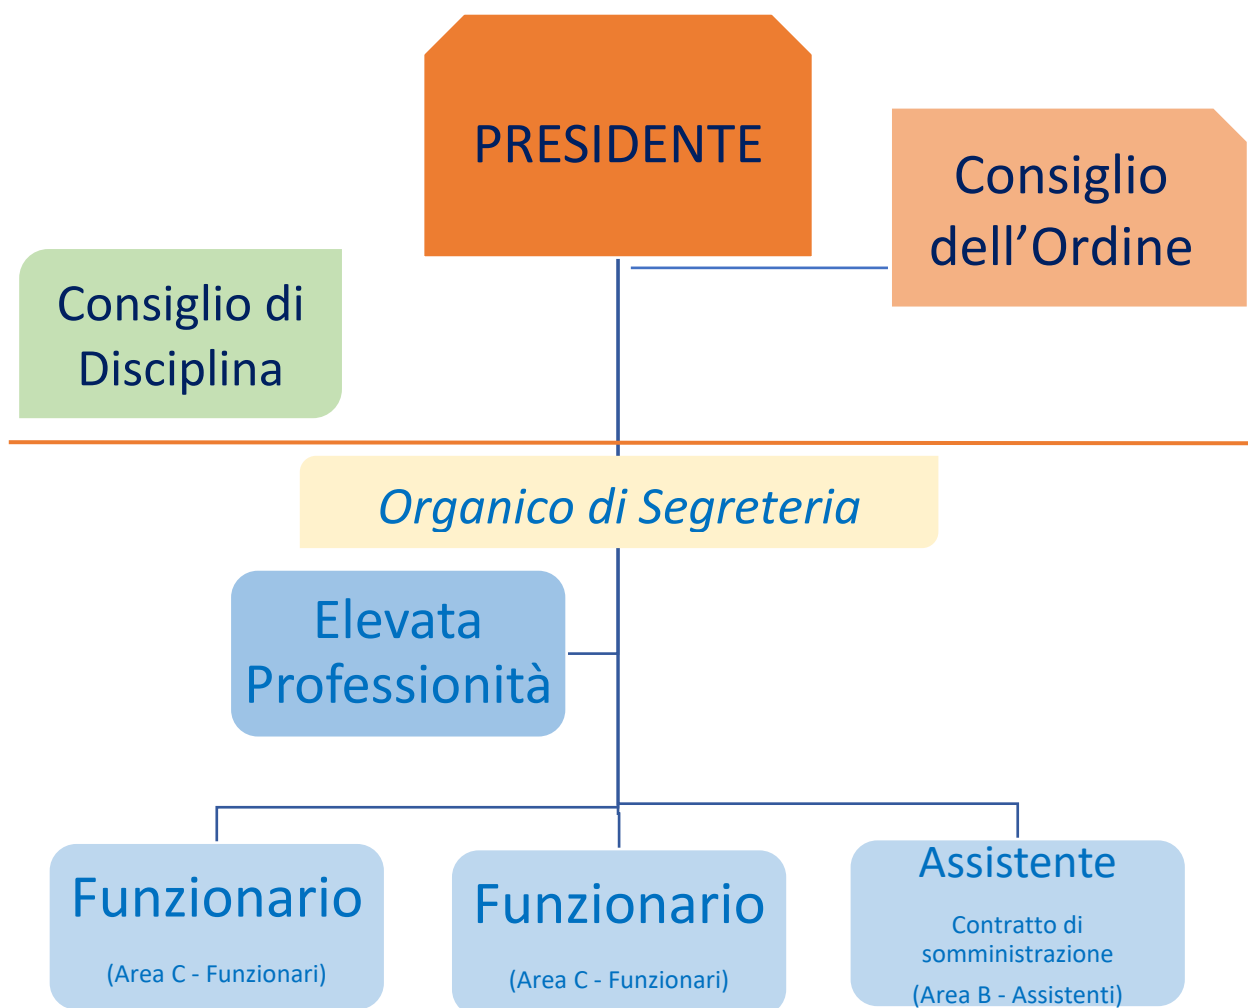 PRESIDENTE
Consiglio
dell’Ordine
Consiglio di
Disciplina
Organico di Segreteria
Elevata
Professionità
Funzionario
(Area C - Funzionari)
Funzionario
(Area C - Funzionari)
Assistente
Contratto di
somministrazione
(Area B - Assistenti)